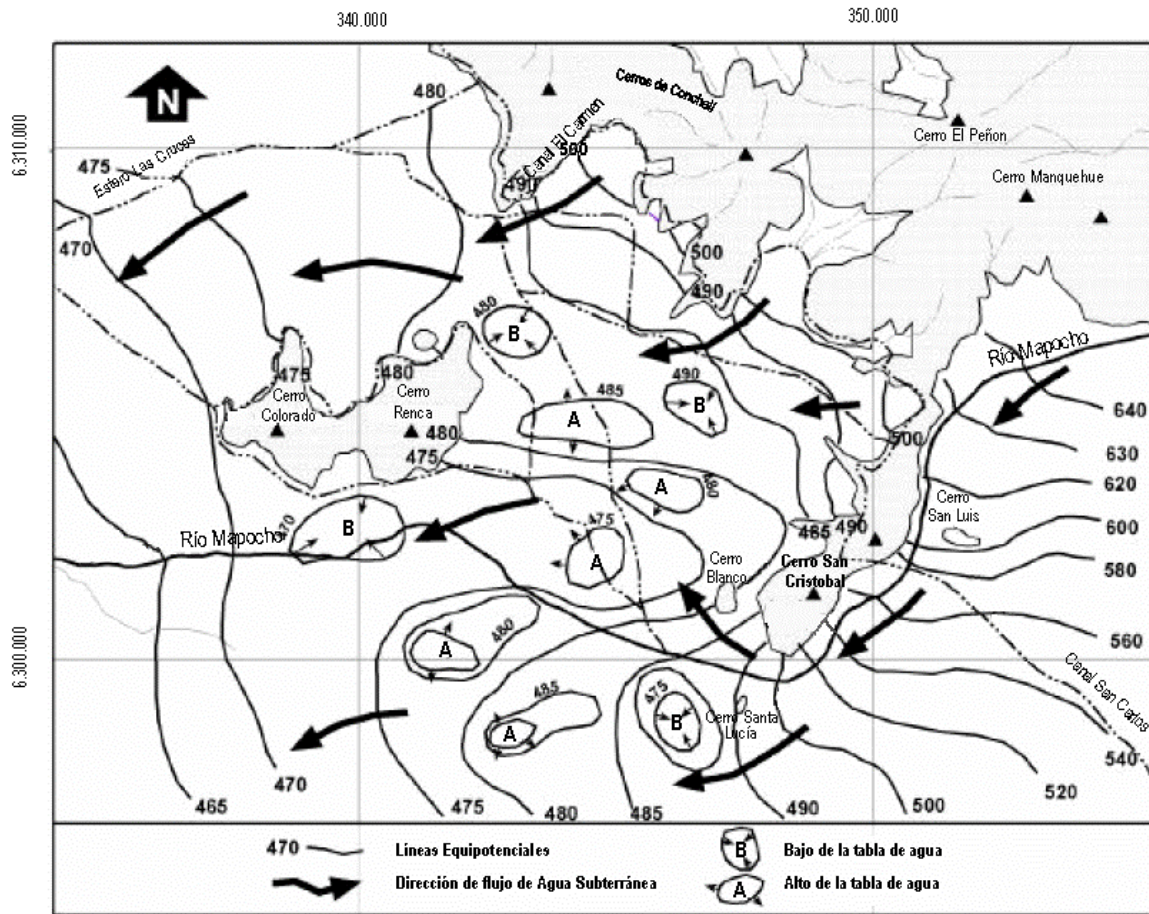 340.000 350.000
6.310.000
6.300.000
N
480
Cerros de Conchalí
Canal El Carmen
500
Cerro El Peñon
Estero Las Cruces
475
490
Cerro Manquehue
470
500
490
480
B
Río Mapocho
475
480
Cerro
Colorado
Cerro
Renca
485
A
490
B
640
480
475
500
630
A
480
620
Cerro
San Luis
470
B
Río Mapocho
475
A
485
490
600
Cerro
Blanco
Cerro San
Cristobal
580
480
A
560
Canal San Carlos
485
A
475
B
Cerro Santa
Lucía
540
465
470
475
480
485
490
500
520
470
Líneas Equipotenciales
Dirección de flujo de Agua Subterránea
B
Bajo de la tabla de agua
A
Alto de la tabla de agua